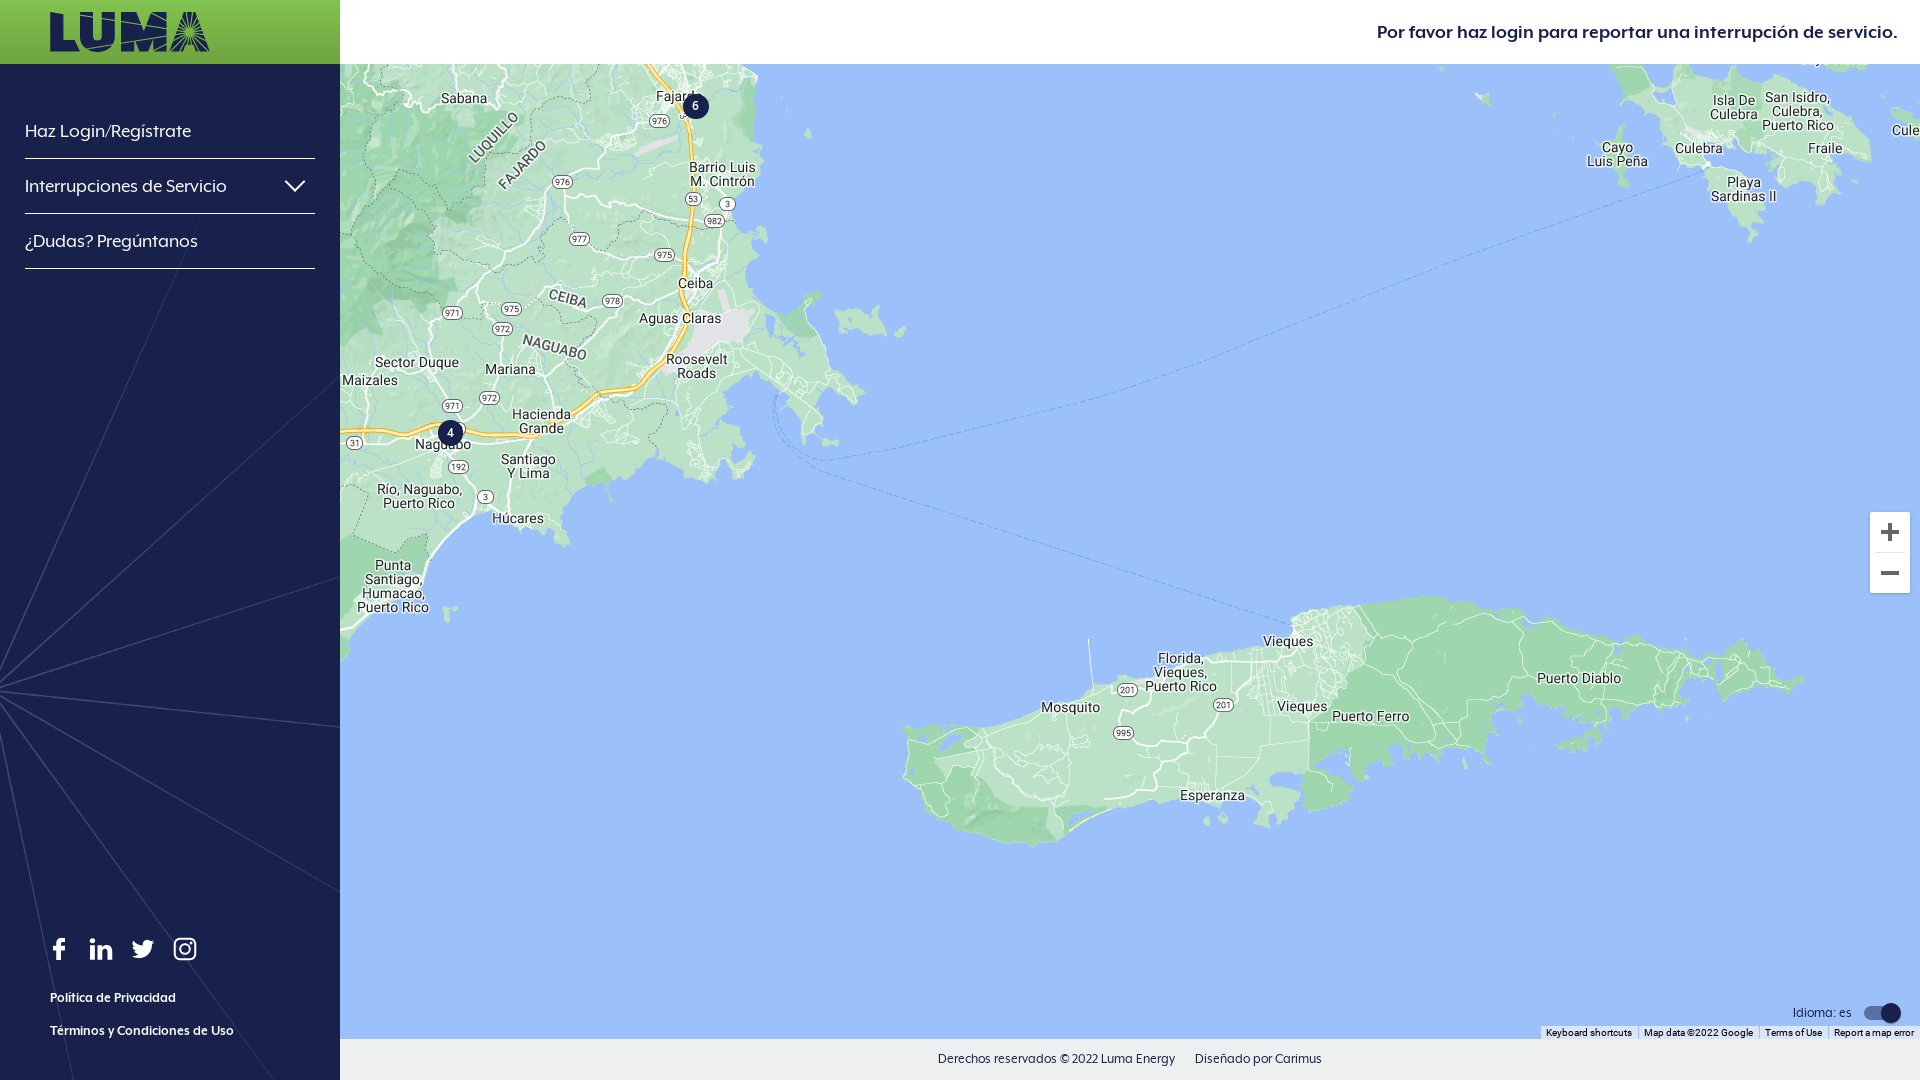 LUMA
Por favor haz login para reportar una interrupción de servicio.
Haz Login/Regístrate
Interrupciones de Servicio
¿Dudas? Pregúntanos
Política de Privacidad
Términos y Condiciones de Uso
Sabana
6
976
LUQUILLO
FAJARDO
Barrio Luis
M. Cintrón
976
53
3
982
977
975
Ceiba
CEIBA
978
975
971
972
Aguas Claras
NAGUABO
Roosevelt
Roads
Sector Duque
Mariana
Maizales
972
971
Hacienda
Grande
4
31
Naguabo
192
Santiago
Y Lima
Río, Naguabo,
Puerto Rico
3
Húcares
Punta
Santiago,
Humacao,
Puerto Rico
Isla De
Culebra
San Isidro,
Culebra,
Puerto Rico
Cayo
Luis Peña
Culebra
Fraile
Playa
Sardinas II
Vieques
Florida,
Vieques,
Puerto Rico
201
Mosquito
201
Vieques
995
Puerto Ferro
Puerto Diablo
Esperanza
Idioma: es
Keyboard shortcuts
Map data ©2022 Google
Terms of Use
Report a map error
Derechos reservados © 2022 Luma Energy
Diseñado por Carimus